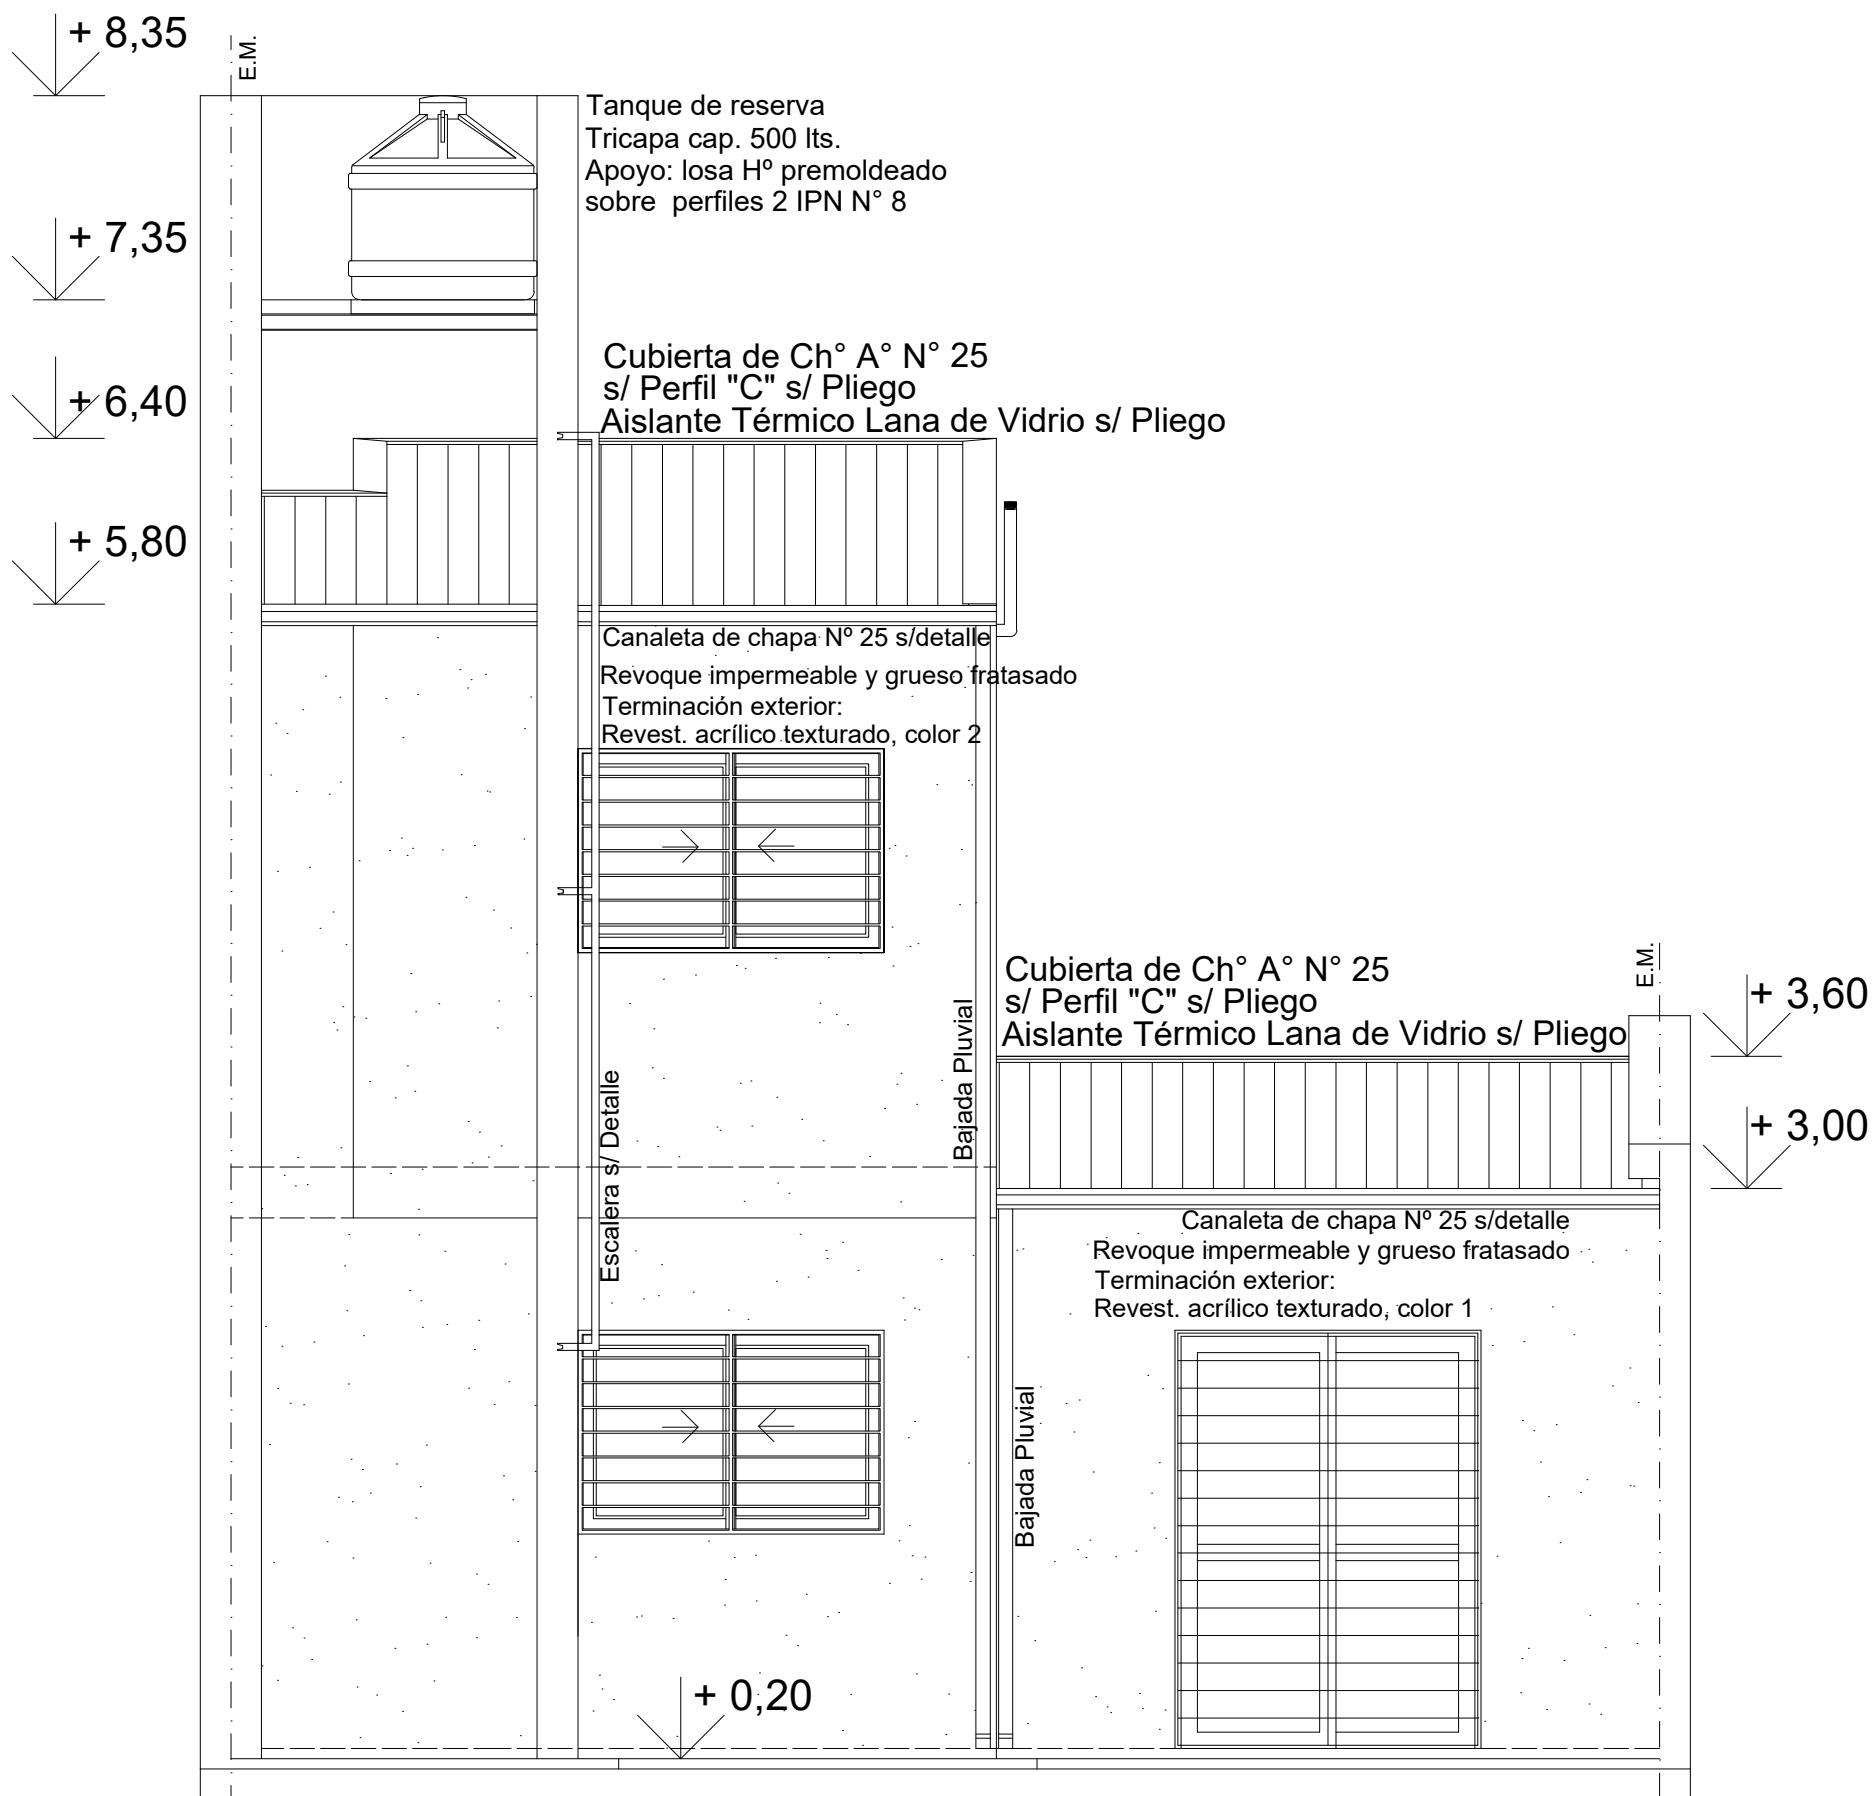 + 8,35
E.M.
Tanque de reserva
Tricapa cap. 500 lts.
Apoyo: losa Hº premoldeado
sobre perfiles 2 IPN N° 8
+ 7,35
Cubierta de Ch° A° N° 25
s/ Perfil "C" s/ Pliego
Aislante Térmico Lana de Vidrio s/ Pliego
+ 6,40
+ 5,80
Canaleta de chapa Nº 25 s/detalle
Revoque impermeable y grueso fratasado
Terminación exterior:
Revest. acrílico texturado, color 2
E.M.
Cubierta de Ch° A° N° 25
s/ Perfil "C" s/ Pliego
Aislante Térmico Lana de Vidrio s/ Pliego
+ 3,60
+ 3,00
Bajada Pluvial
Escalera s/ Detalle
Canaleta de chapa Nº 25 s/detalle
Revoque impermeable y grueso fratasado
Terminación exterior:
Revest. acrílico texturado, color 1
Bajada Pluvial
+ 0,20